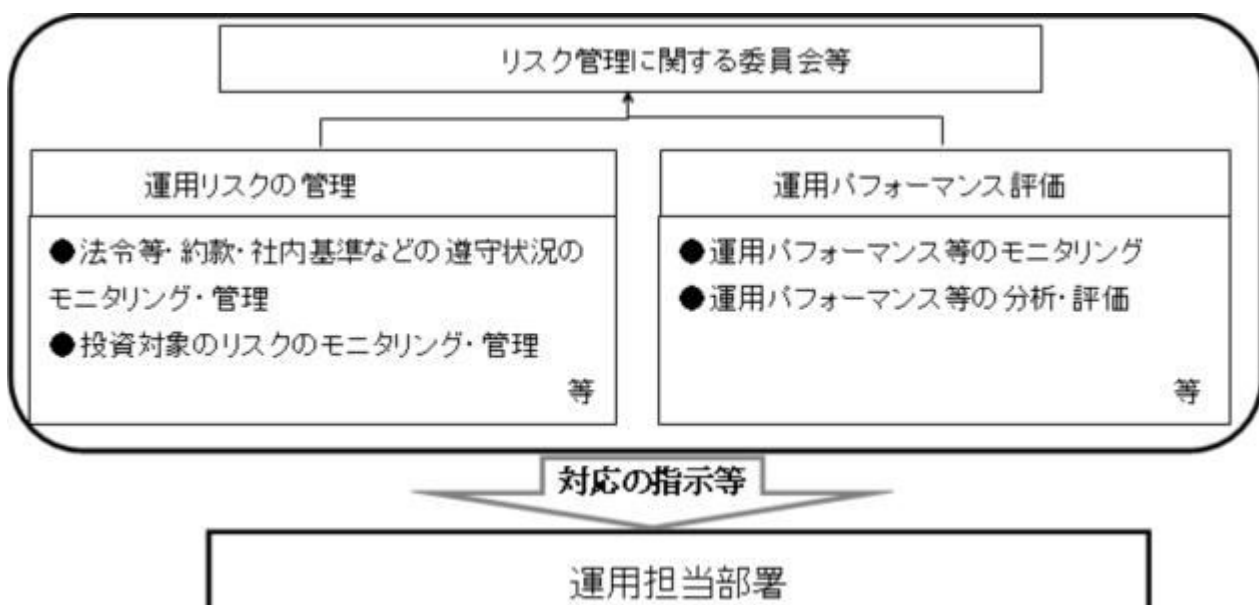 リスク管理に関する委員会等
運用リスクの管理
●法令等・約款・社内基準などの遵守状況の
モニタリング・管理
●投資対象のリスクのモニタリング・管理
等
運用パフォーマンス評価
●運用パフォーマンス等のモニタリング
●運用パフォーマンス等の分析・評価
等
対応の指示等
運用担当部署